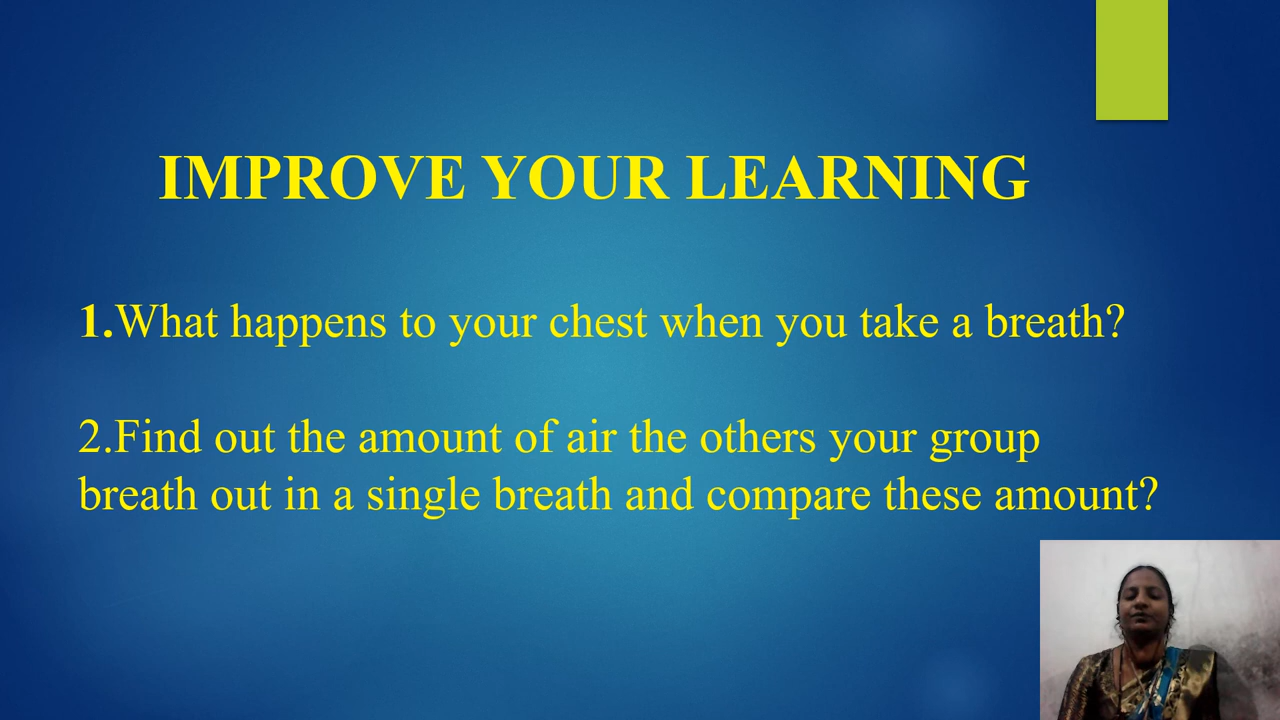 IMPROVE YOUR LEARNING
1.What happens to your chest when you take a breath?
2.Find out the amount of air the others your group
breath out in a single breath and compare these amount?